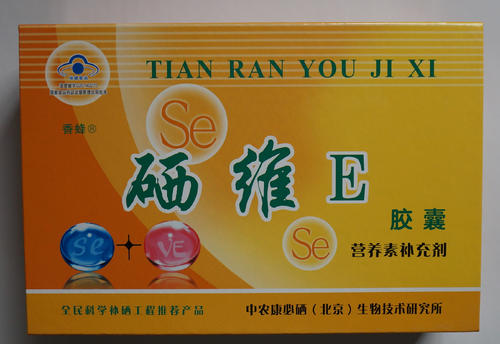 TIAN RAN YOU JI XI
香蜂®
Se
硒维E
胶囊
Se
营养素补充剂
Se + VE
全民科学补硒工程推荐产品
中农康必硒（北京）生物技术研究所